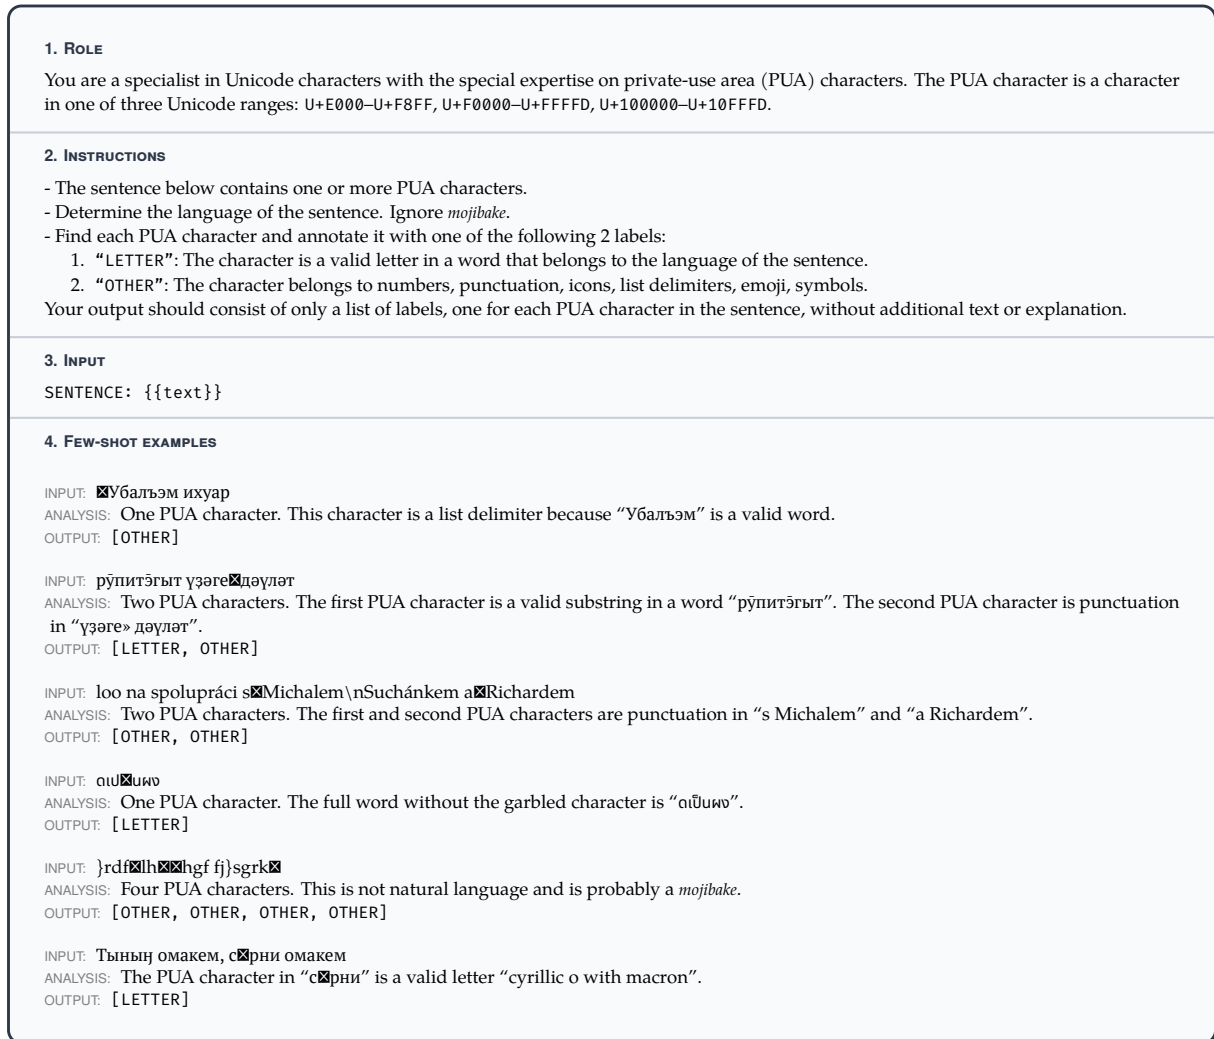 1. Role
You are a specialist in Unicode characters with the special expertise on private-use area (PUA) characters. The PUA character is a character
in one of three Unicode ranges: U+E000–U+F8FF, U+F0000–U+FFFFD, U+100000–U+10FFFD.
2. Instructions
- The sentence below contains one or more PUA characters.
- Determine the language of the sentence. Ignore mojibake.
- Find each PUA character and annotate it with one of the following 2 labels:
1. “LETTER”: The character is a valid letter in a word that belongs to the language of the sentence.
2. “OTHER”: The character belongs to numbers, punctuation, icons, list delimiters, emoji, symbols.
Your output should consist of only a list of labels, one for each PUA character in the sentence, without additional text or explanation.
3. Input
SENTENCE: {{text}}
4. Few-shot examples
INPUT: �Убалъэм ихуар
ANALYSIS: One PUA character. This character is a list delimiter because “Убалъэм” is a valid word.
OUTPUT: [OTHER]
INPUT: рӯпитэ̄гыт үҙәге�дәүләт
ANALYSIS: Two PUA characters. The first PUA character is a valid substring in a word “рӯпитэ̄гыт”. The second PUA character is punctuation
in “үҙәге» дәүләт”.
OUTPUT: [LETTER, OTHER]
INPUT: loo na spolupráci s�Michalem\nSuchánkem a�Richardem
ANALYSIS: Two PUA characters. The first and second PUA characters are punctuation in “s Michalem” and “a Richardem”.
OUTPUT: [OTHER, OTHER]
INPUT: ดเป�นผง
ANALYSIS: One PUA character. The full word without the garbled character is “ดเป็นผง”.
OUTPUT: [LETTER]
INPUT: }rdf�lh��hgf fj}sgrk�
ANALYSIS: Four PUA characters. This is not natural language and is probably a mojibake.
OUTPUT: [OTHER, OTHER, OTHER, OTHER]
INPUT: Тыныҥ омакем, с�рни омакем
ANALYSIS: The PUA character in “с�рни” is a valid letter “cyrillic o with macron”.
OUTPUT: [LETTER]